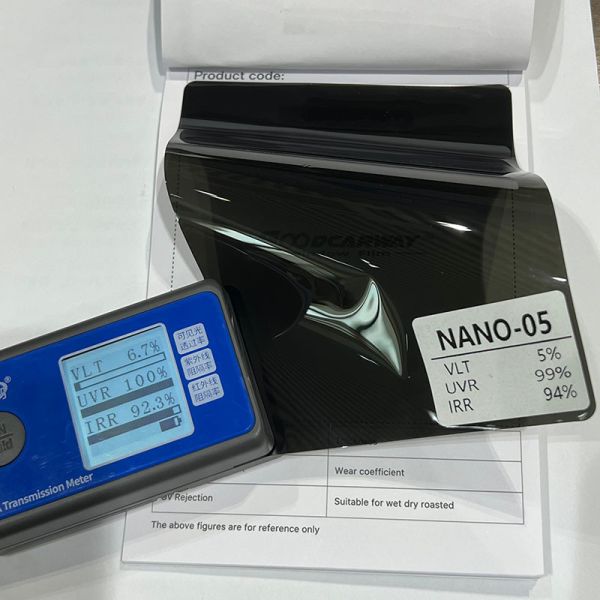 Product code:
GOODCARWAY
Film
NANO-05
VLT 5%
UVR 99%
IRR 94%
VLT 6.7%
UVR 100%
IRR 92.3%
可见光
透过率
紫外线
阻隔率
红外线
阻隔率
Transmission Meter
Wear coefficient
UV Rejection
Suitable for wet dry roasted
The above figures are for reference only